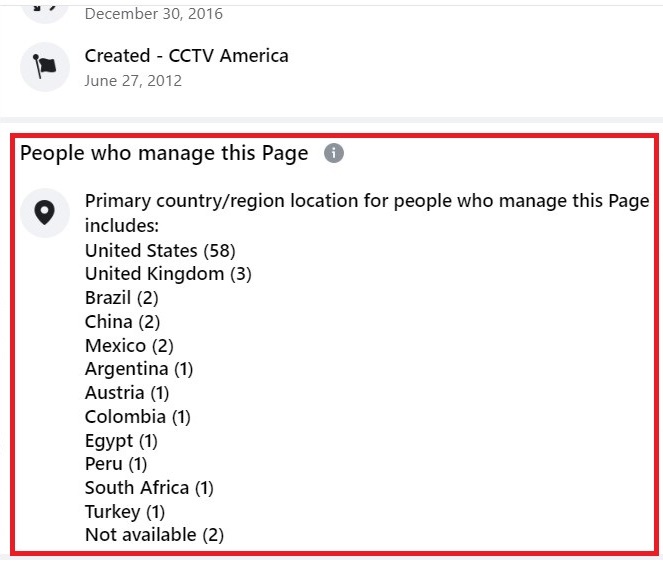 December 30, 2016
Created - CCTV America
June 27, 2012
People who manage this Page
Primary country/region location for people who manage this Page
includes:
United States (58)
United Kingdom (3)
Brazil (2)
China (2)
Mexico (2)
Argentina (1)
Austria (1)
Colombia (1)
Egypt (1)
Peru (1)
South Africa (1)
Turkey (1)
Not available (2)